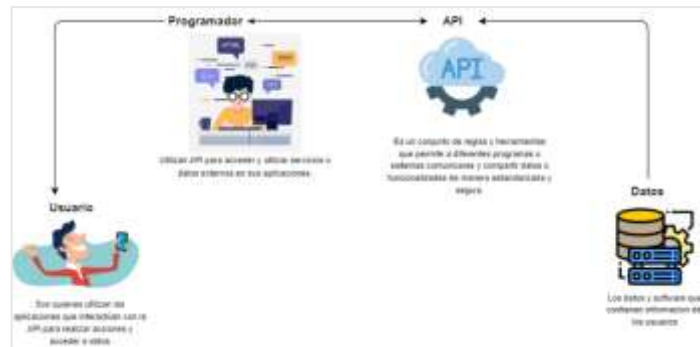 Programador
API
API
Utilizan API para acceder y utilizar servicios o
datos externos en sus aplicaciones.
Es un conjunto de reglas y herramientas
que permite a diferentes programas o
sistemas comunicarse y compartir datos o
funcionalidades de manera estandarizada y
segura
Usuario
Son quienes utilizan las
aplicaciones que interactúan con la
API para realizar acciones y
acceder a datos
Datos
Los datos y software que
contienen informacion de
los usuarios